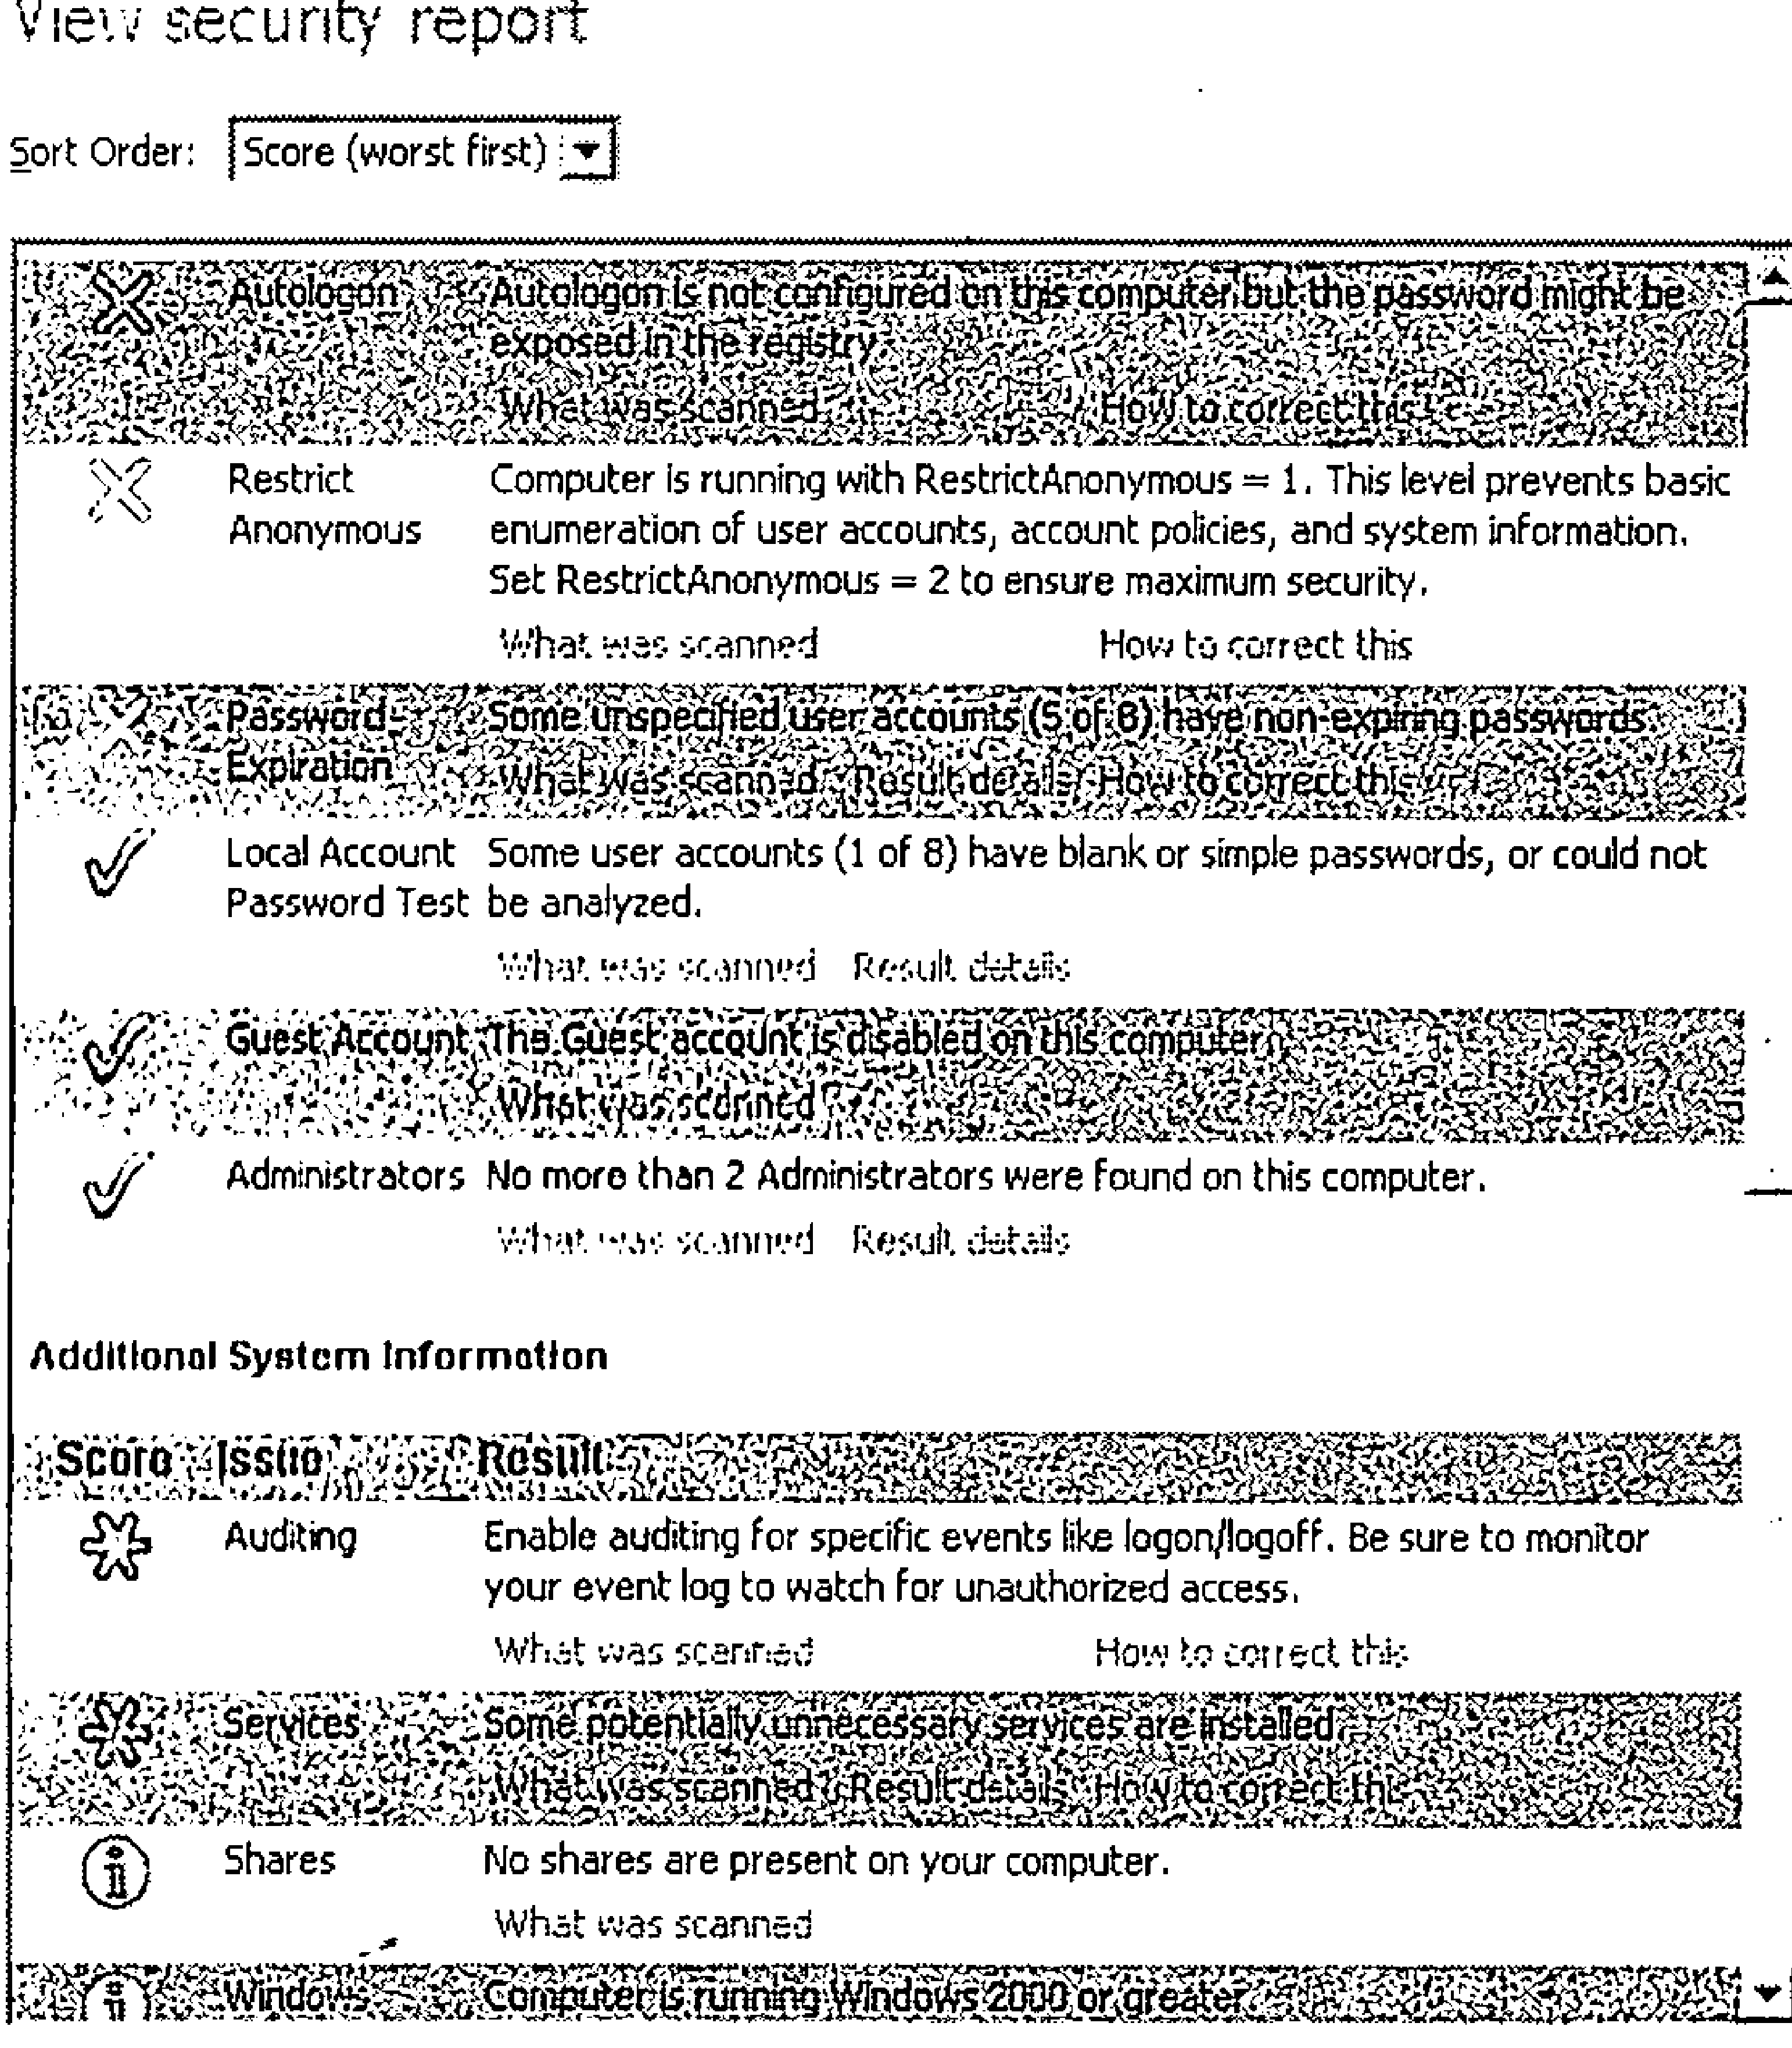 View security report
Sort Order: Score (worst first)
Autologon Autologon is not configured on this computer but the password might be
exposed in the registry
What was scanned How to correct this
Restrict Computer is running with RestrictAnonymous = 1. This level prevents basic
Anonymous enumeration of user accounts, account policies, and system information.
Set RestrictAnonymous = 2 to ensure maximum security.
What was scanned How to correct this
Password Some unspecified user accounts (5 of 8) have non-expiring passwords
Expiration What was scanned Result details How to correct this
Local Account Some user accounts (1 of 8) have blank or simple passwords, or could not
Password Test be analyzed.
What was scanned Result details
Guest Account The Guest account is disabled on this computer
What was scanned
Administrators No more than 2 Administrators were found on this computer.
What was scanned Result details
Additional System Information
Score Issue Result
Auditing Enable auditing for specific events like logon/logoff. Be sure to monitor
your event log to watch for unauthorized access.
What was scanned How to correct this
Services Some potentially unnecessary services are installed.
What was scanned Result details How to correct this
Shares No shares are present on your computer.
What was scanned
Windows Computer is running Windows 2000 or greater